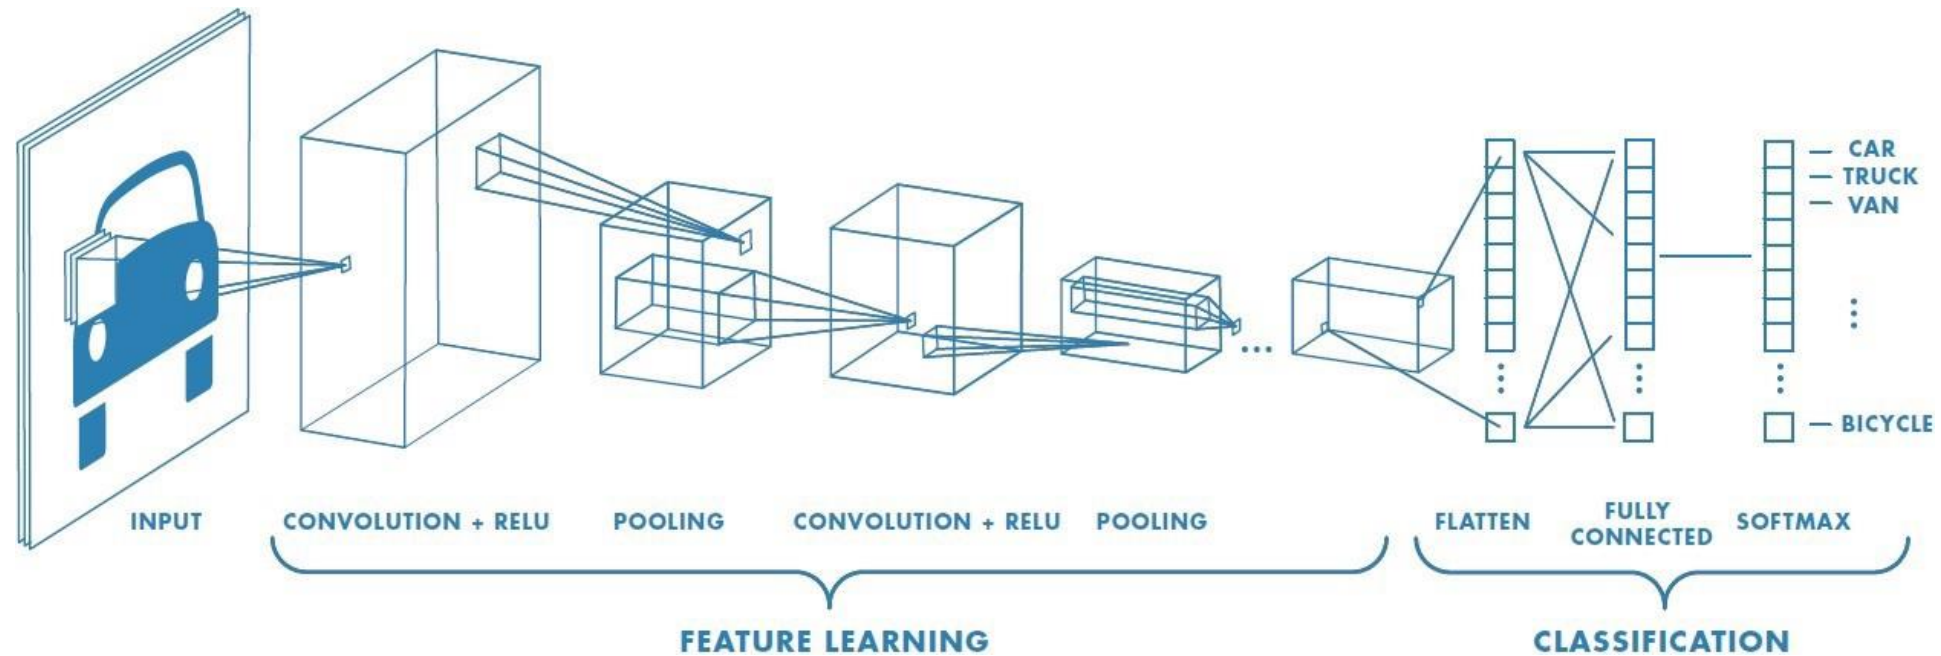 CAR
TRUCK
VAN
BICYCLE
INPUT
CONVOLUTION + RELU
POOLING
CONVOLUTION + RELU
POOLING
FLATTEN
FULLY
CONNECTED
SOFTMAX
FEATURE LEARNING
CLASSIFICATION